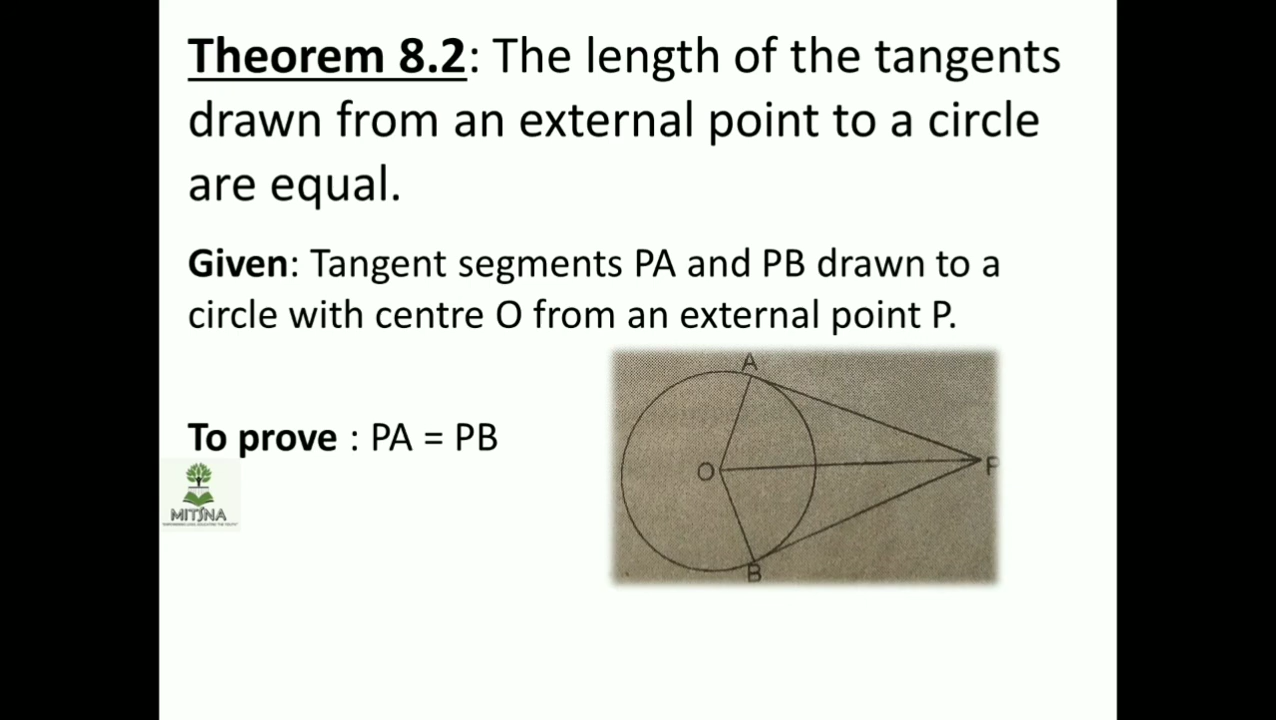 Theorem 8.2: The length of the tangents
drawn from an external point to a circle
are equal.
Given: Tangent segments PA and PB drawn to a
circle with centre O from an external point P.
A
To prove : PA = PB
O
P
MITSNA
B